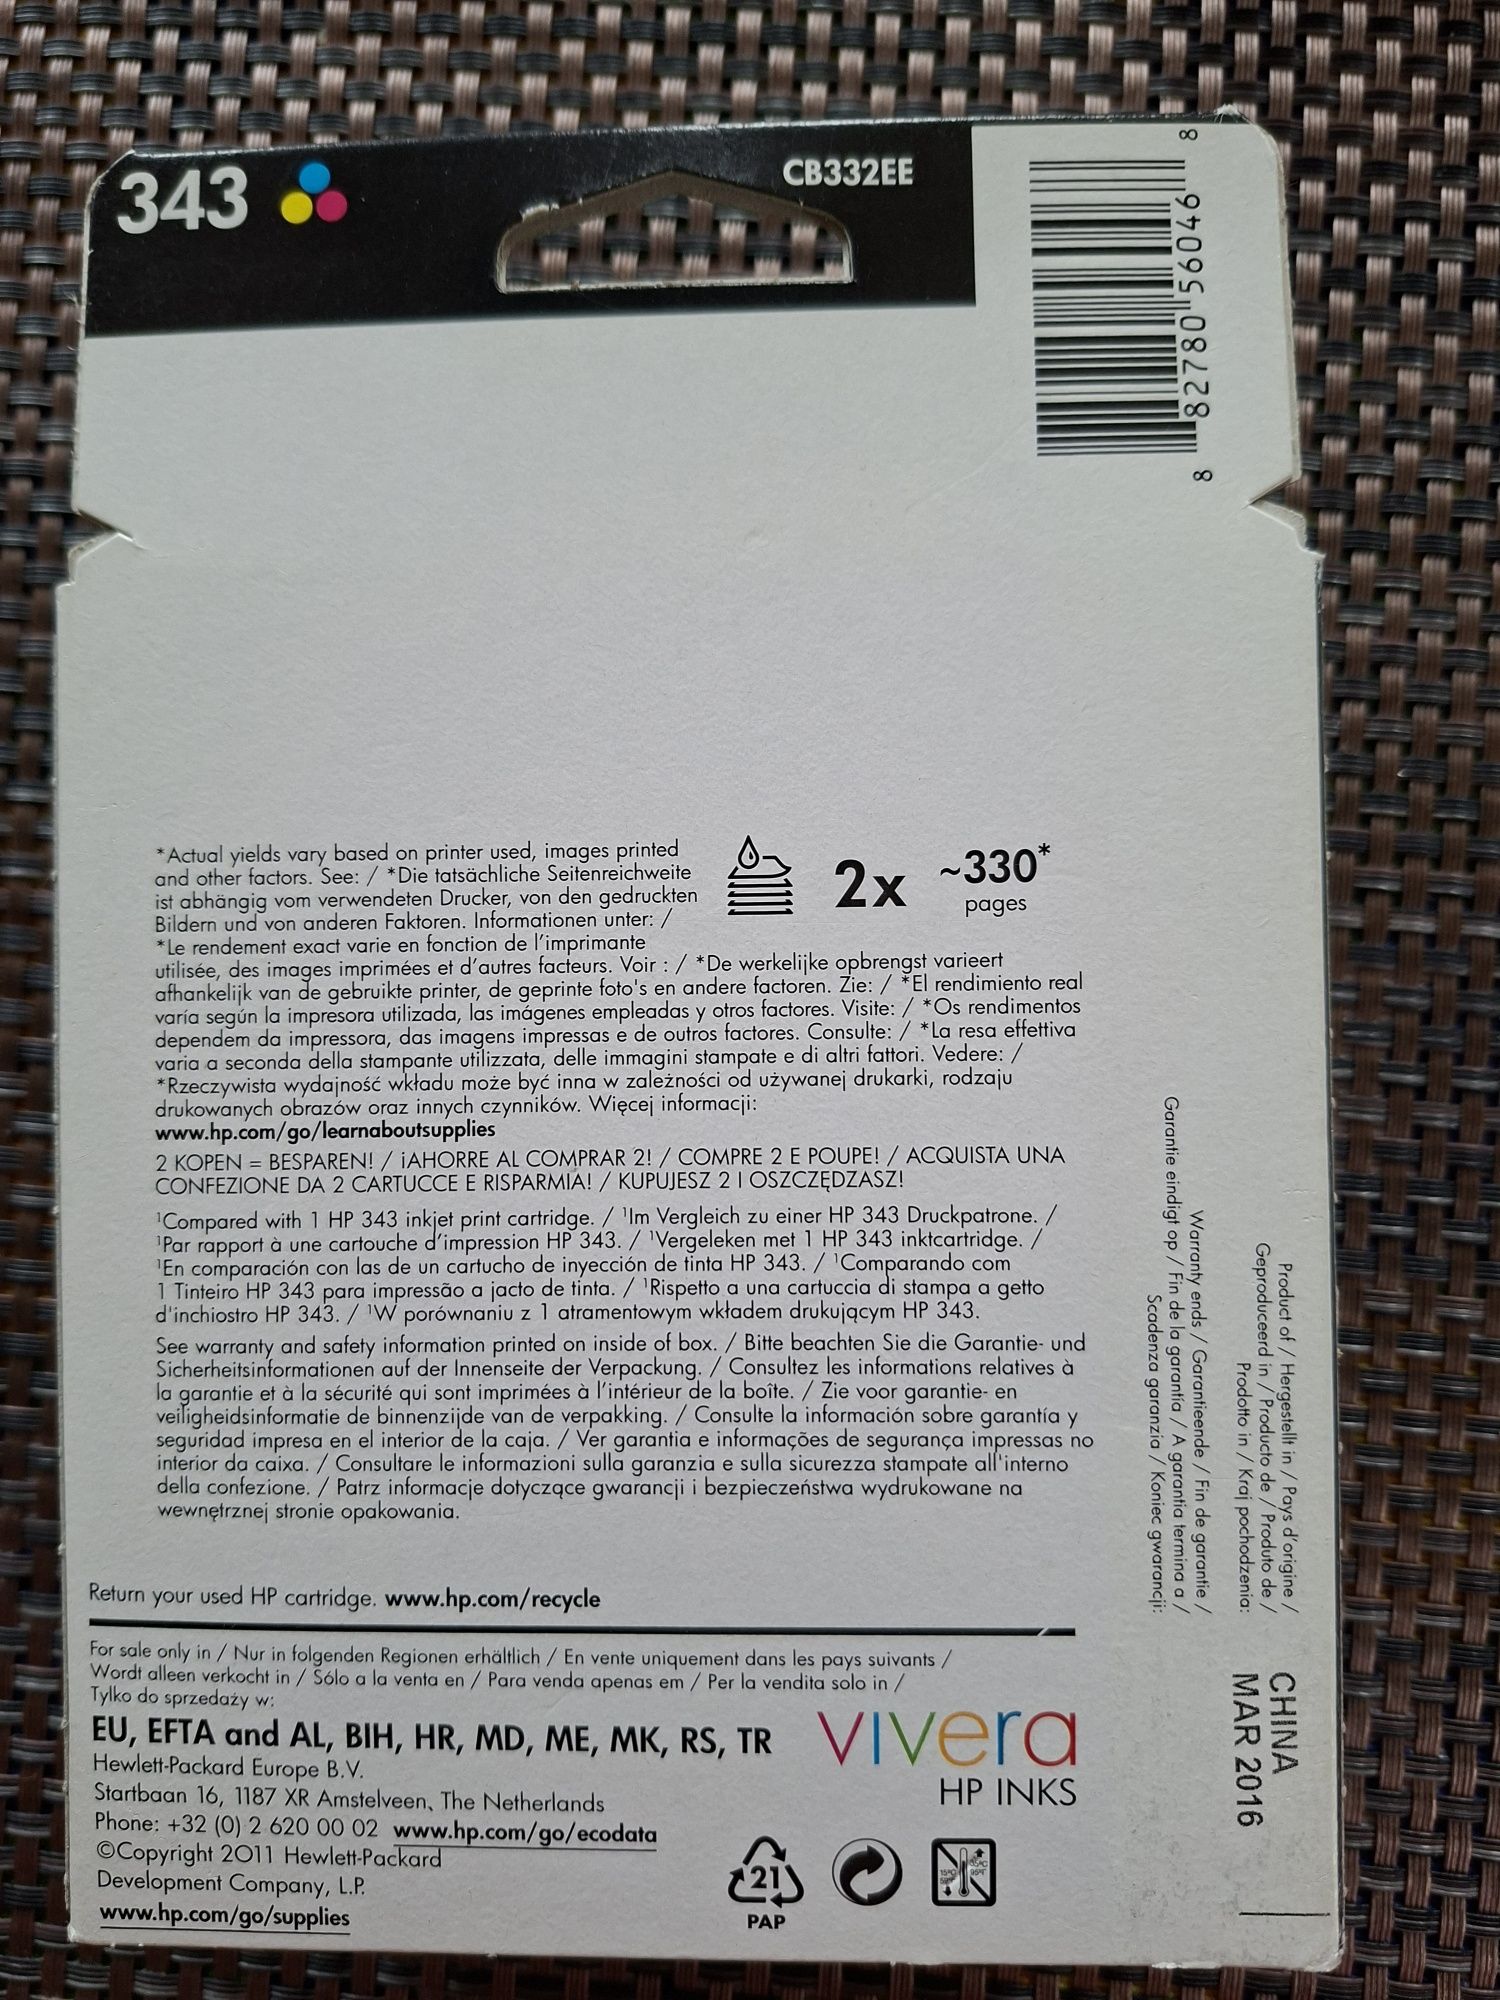 343
CB332EE
8 82780 56046 8
*Actual yields vary based on printer used, images printed
and other factors. See: / *Die tatsächliche Seitenreichweite
ist abhängig vom verwendeten Drucker, von den gedruckten
Bildern und von anderen Faktoren. Informationen unter: /
*Le rendement exact varie en fonction de l'imprimante
utilisée, des images imprimées et d'autres facteurs. Voir : / *De werkelijke opbrengst varieert
afhankelijk van de gebruikte printer, de geprinte foto's en andere factoren. Zie: / *El rendimiento real
varía según la impresora utilizada, las imágenes empleadas y otros factores. Visite: / *Os rendimentos
dependem da impressora, das imagens impressas e de outros factores. Consulte: / *La resa effettiva
varia a seconda della stampante utilizzata, delle immagini stampate e di altri fattori. Vedere: /
*Rzeczywista wydajność wkładu może być inna w zależności od używanej drukarki, rodzaju
drukowanych obrazów oraz innych czynników. Więcej informacji:
www.hp.com/go/learnaboutsupplies
2x
~330*
pages
2 KOPEN = BESPAREN! / ¡AHORRE AL COMPRAR 2! / COMPRE 2 E POUPE! / ACQUISTA UNA
CONFEZIONE DA 2 CARTUCCE E RISPARMIA! / KUPUJESZ 2 I OSZCZĘDZASZ!
¹Compared with 1 HP 343 inkjet print cartridge. / ¹Im Vergleich zu einer HP 343 Druckpatrone. /
¹Par rapport à une cartouche d'impression HP 343. / ¹Vergeleken met 1 HP 343 inktcartridge. /
¹En comparación con las de un cartucho de inyección de tinta HP 343. / ¹Comparando com
1 Tinteiro HP 343 para impressão a jacto de tinta. / ¹Rispetto a una cartuccia di stampa a getto
d'inchiostro HP 343. / ¹W porównaniu z 1 atramentowym wkładem drukującym HP 343.
See warranty and safety information printed on inside of box. / Bitte beachten Sie die Garantie- und
Sicherheitsinformationen auf der Innenseite der Verpackung. / Consultez les informations relatives à
la garantie et à la sécurité qui sont imprimées à l'intérieur de la boîte. / Zie voor garantie- en
veiligheidsinformatie de binnenzijde van de verpakking. / Consulte la información sobre garantía y
seguridad impresa en el interior de la caja. / Ver garantia e informações de segurança impressas no
interior da caixa. / Consultare le informazioni sulla garanzia e sulla sicurezza stampate all'interno
della confezione. / Patrz informacje dotyczące gwarancji i bezpieczeństwa wydrukowane na
wewnętrznej stronie opakowania.
Return your used HP cartridge. www.hp.com/recycle
For sale only in / Nur in folgenden Regionen erhältlich / En vente uniquement dans les pays suivants /
Wordt alleen verkocht in / Sólo a la venta en / Para venda apenas em / Per la vendita solo in /
Tylko do sprzedaży w:
EU, EFTA and AL, BIH, HR, MD, ME, MK, RS, TR
Hewlett-Packard Europe B.V.
Startbaan 16, 1187 XR Amstelveen, The Netherlands
Phone: +32 (0) 2 620 00 02 www.hp.com/go/ecodata
©Copyright 2011 Hewlett-Packard
Development Company, L.P.
www.hp.com/go/supplies
vivera
HP INKS
21
PAP
15°C
59°F
35°C
95°F
Product of / Hergestellt in / Pays d'origine /
Geproduceerd in / Producto de / Produto de /
Prodotto in / Kraj pochodzenia:
Warranty ends / Garantieende / Fin de garantie /
Garantie eindigt op / Fin de la garantía / A garantia termina a /
Scadenza garanzia / Koniec gwarancji:
CHINA
MAR 2016